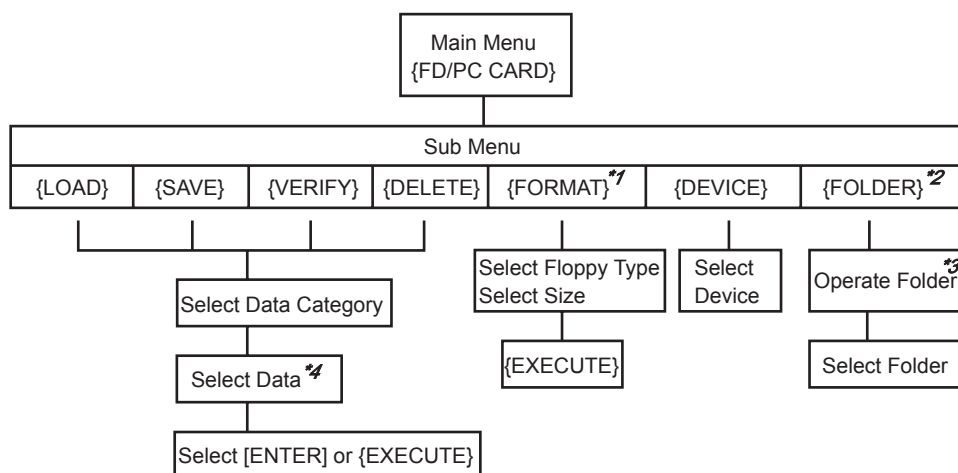 Main Menu
{FD/PC CARD}
Sub Menu
{LOAD} {SAVE} {VERIFY} {DELETE} {FORMAT}*1 {DEVICE} {FOLDER}*2
Select Floppy Type
Select Size
Select
Device
Operate Folder*3
Select Data Category
{EXECUTE}
Select Folder
Select Data*4
Select [ENTER] or {EXECUTE}